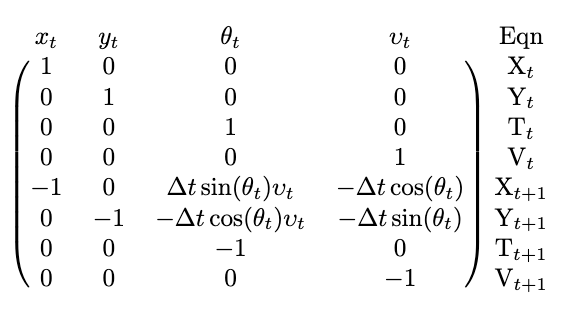 x_t y_t θ_t υ_t Eqn
1 0 0 0 X_t
0 1 0 0 Y_t
0 0 1 0 T_t
0 0 0 1 V_t
−1 0 Δt sin(θ_t)υ_t −Δt cos(θ_t) X_{t+1}
0 −1 −Δt cos(θ_t)υ_t −Δt sin(θ_t) Y_{t+1}
0 0 −1 0 T_{t+1}
0 0 0 −1 V_{t+1}